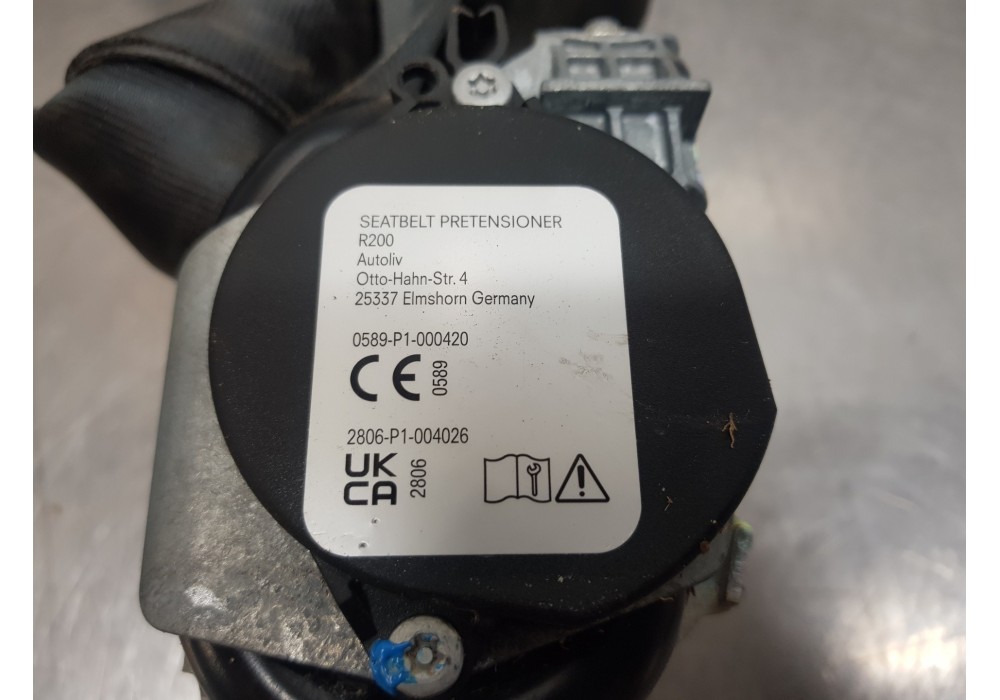 SEATBELT PRETENSIONER
R200
Autoliv
Otto-Hahn-Str. 4
25337 Elmshorn Germany
0589-P1-000420
CE 0589
2806-P1-004026
UK
CA 2806